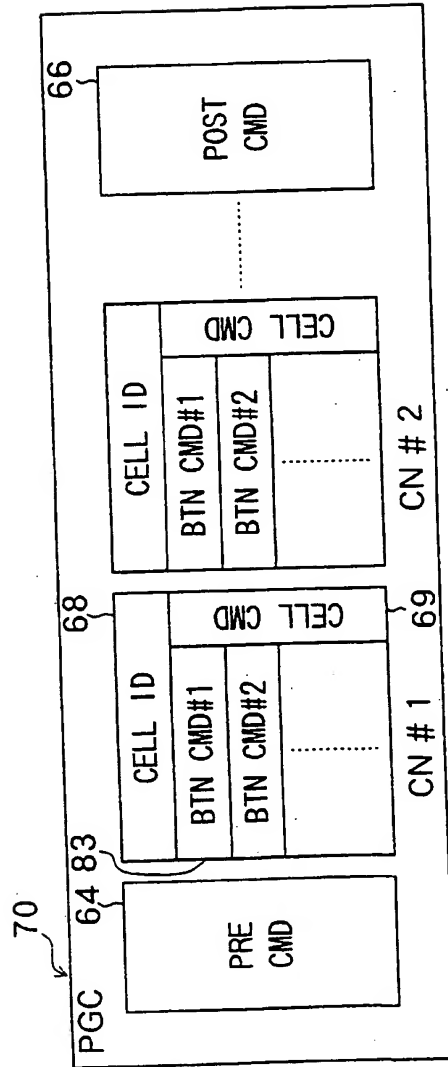 70
PGC
64
PRE
CMD
83
68
CELL ID
BTN CMD#1
BTN CMD#2
CELL CMD
69
CN # 1
CELL ID
BTN CMD#1
BTN CMD#2
CELL CMD
CN # 2
66
POST
CMD